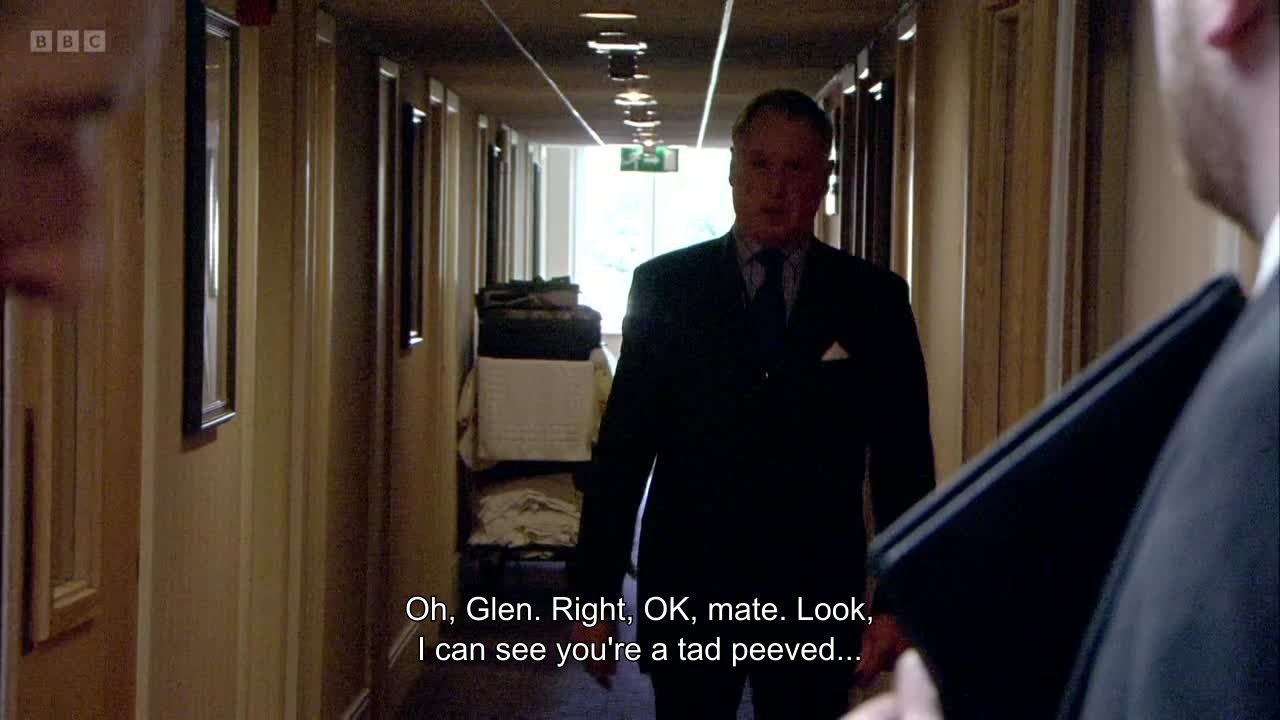 BBC
Oh, Glen. Right, OK, mate. Look,
I can see you're a tad peeved...